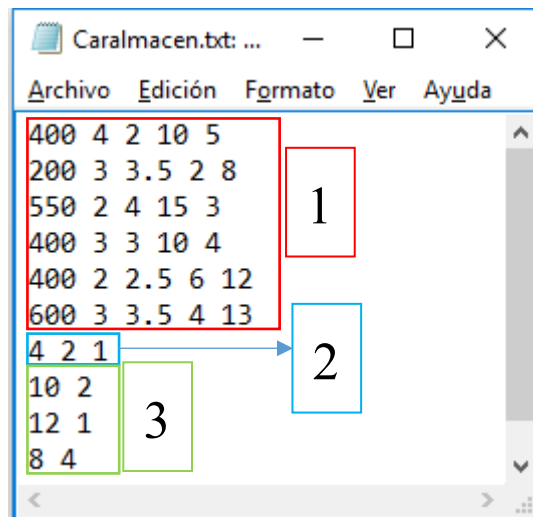 Caralmacen.txt: ...
Archivo Edición Formato Ver Ayuda
400 4 2 10 5
200 3 3.5 2 8
550 2 4 15 3
400 3 3 10 4
400 2 2.5 6 12
600 3 3.5 4 13
1
4 2 1
2
10 2
12 1
8 4
3